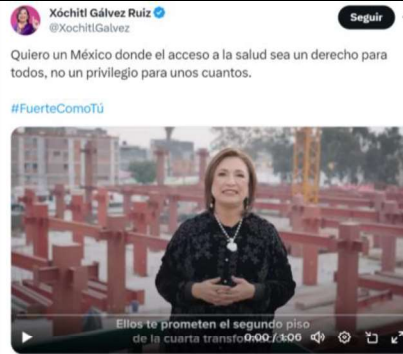 Xóchitl Gálvez Ruiz
@XochitlGalvez
Seguir
Quiero un México donde el acceso a la salud sea un derecho para
todos, no un privilegio para unos cuantos.
#FuerteComoTú
Ellos te prometen el segundo piso
de la cuarta
0:00 / 1:06